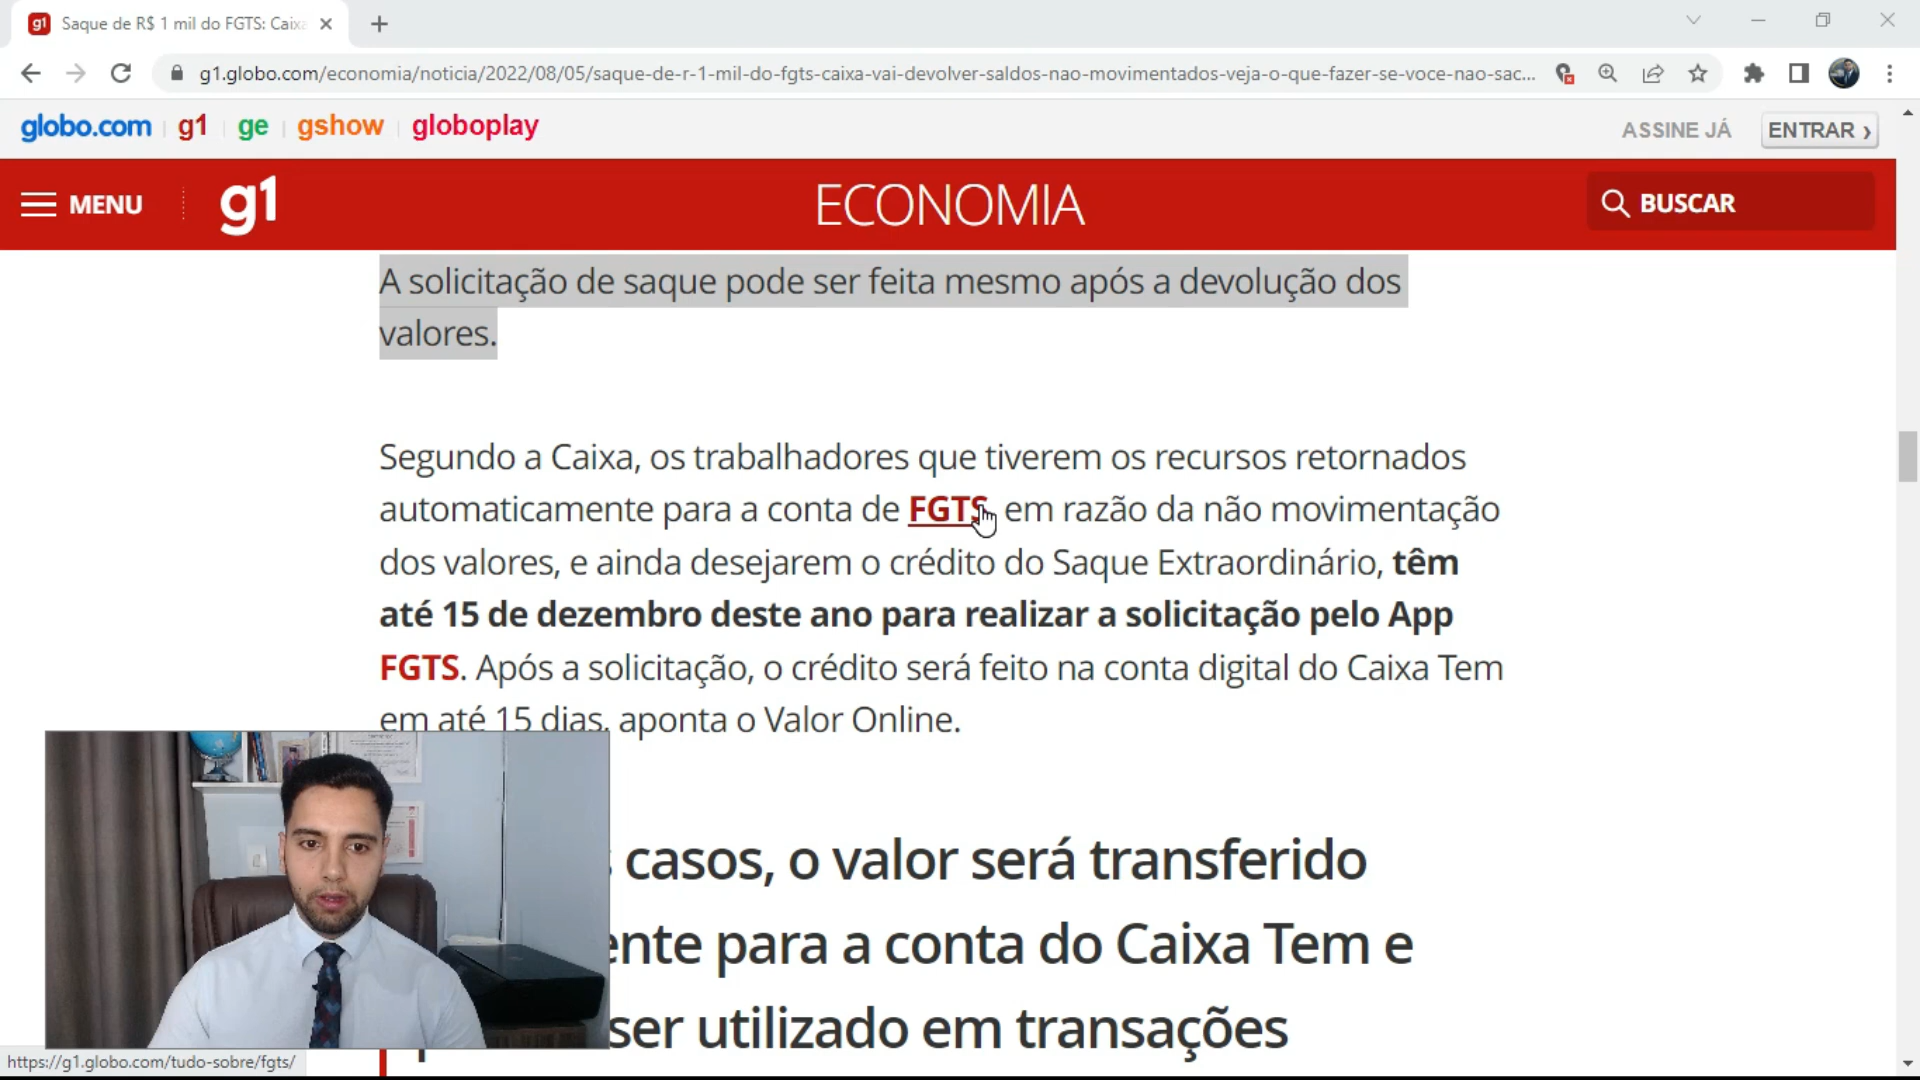 g1 Saque de R$ 1 mil do FGTS: Caixa
g1.globo.com/economia/noticia/2022/08/05/saque-de-r-1-mil-do-fgts-caixa-vai-devolver-saldos-nao-movimentados-veja-o-que-fazer-se-voce-nao-sac...
globo.com g1 ge gshow globoplay ASSINE JÁ ENTRAR ›
MENU g1 ECONOMIA BUSCAR
A solicitação de saque pode ser feita mesmo após a devolução dos
valores.
Segundo a Caixa, os trabalhadores que tiverem os recursos retornados
automaticamente para a conta de FGTS, em razão da não movimentação
dos valores, e ainda desejarem o crédito do Saque Extraordinário, têm
até 15 de dezembro deste ano para realizar a solicitação pelo App
FGTS. Após a solicitação, o crédito será feito na conta digital do Caixa Tem
em até 15 dias, aponta o Valor Online.
casos, o valor será transferido
ente para a conta do Caixa Tem e
ser utilizado em transações
https://g1.globo.com/tudo-sobre/fgts/